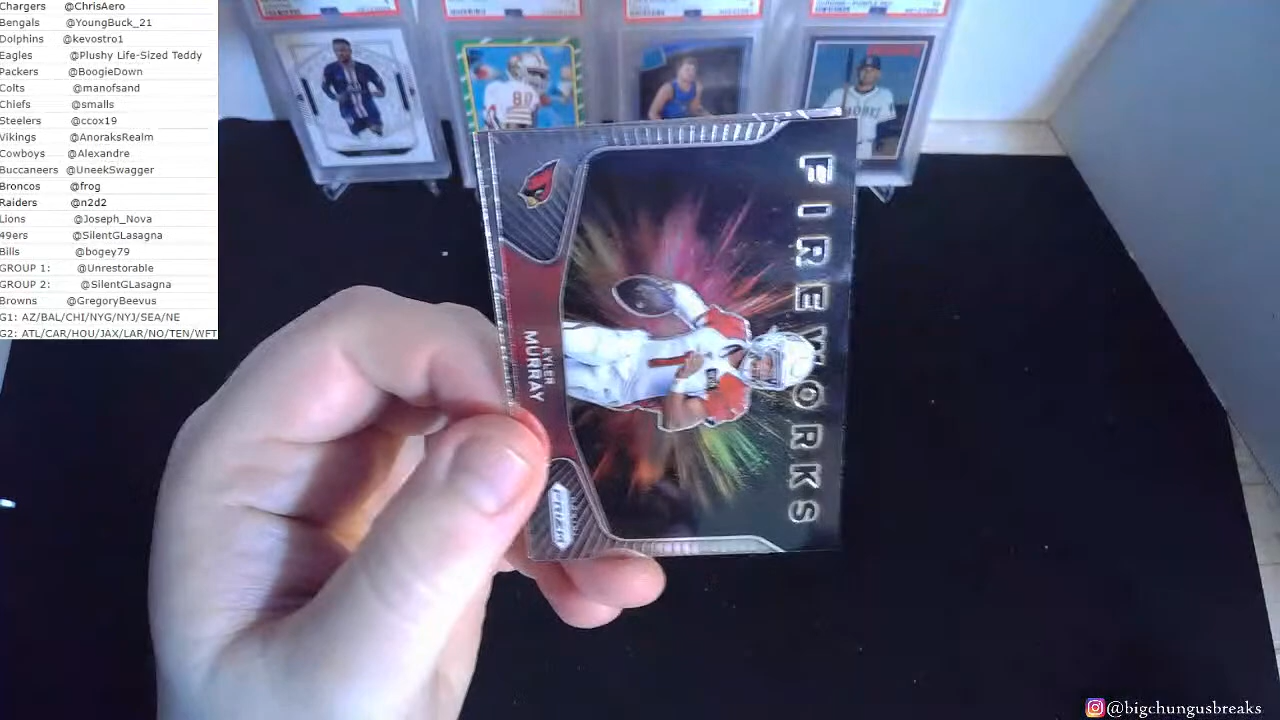 Chargers @ChrisAero
Bengals @YoungBuck_21
Dolphins @kevostro1
Eagles @Plushy Life-Sized Teddy
Packers @BoogieDown
Colts @manofsand
Chiefs @smalls
Steelers @ccox19
Vikings @AnoraksRealm
Cowboys @Alexandre
Buccaneers @UneekSwagger
Broncos @frog
Raiders @n2d2
Lions @Joseph_Nova
49ers @SilentGLasagna
Bills @bogey79
GROUP 1: @Unrestorable
GROUP 2: @SilentGLasagna
Browns @GregoryBeevus
G1: AZ/BAL/CHI/NYG/NYJ/SEA/NE
G2: ATL/CAR/HOU/JAX/LAR/NO/TEN/WFT
FIREWORKS
KYLER
MURRAY
PRIZM
1
80
@bigchungusbreaks